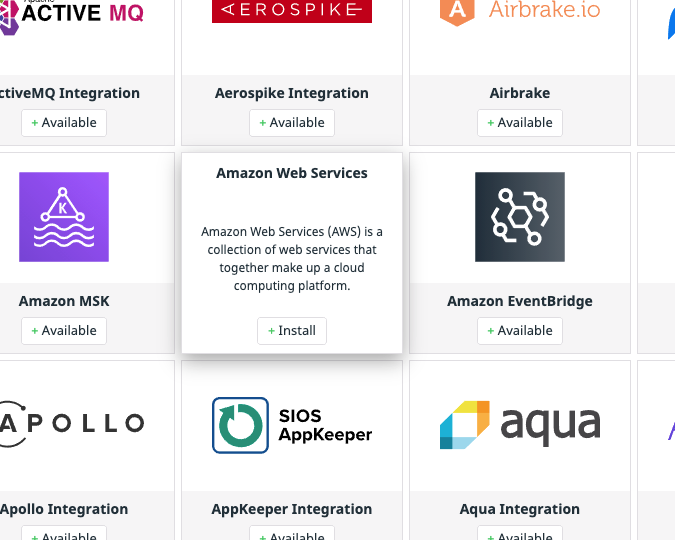 ACTIVE MQ
AEROSPIKE
Airbrake.io
ctiveMQ Integration
Aerospike Integration
Airbrake
+ Available
+ Available
+ Available
Amazon Web Services
Amazon Web Services (AWS) is a
collection of web services that
together make up a cloud
computing platform.
+ Install
K
Amazon MSK
Amazon EventBridge
+ Available
+ Available
APOLLO
SIOS
AppKeeper
aqua
Apollo Integration
AppKeeper Integration
Aqua Integration
+ Available
+ Available
+ Available